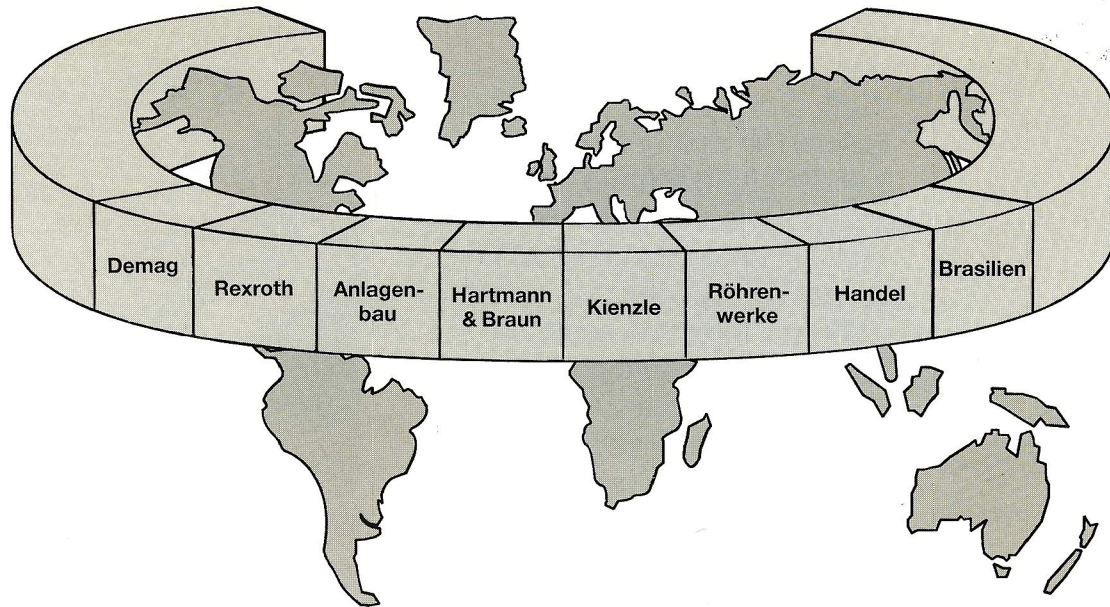 Demag
Rexroth
Anlagen-
bau
Hartmann
& Braun
Kienzle
Röhren-
werke
Handel
Brasilien